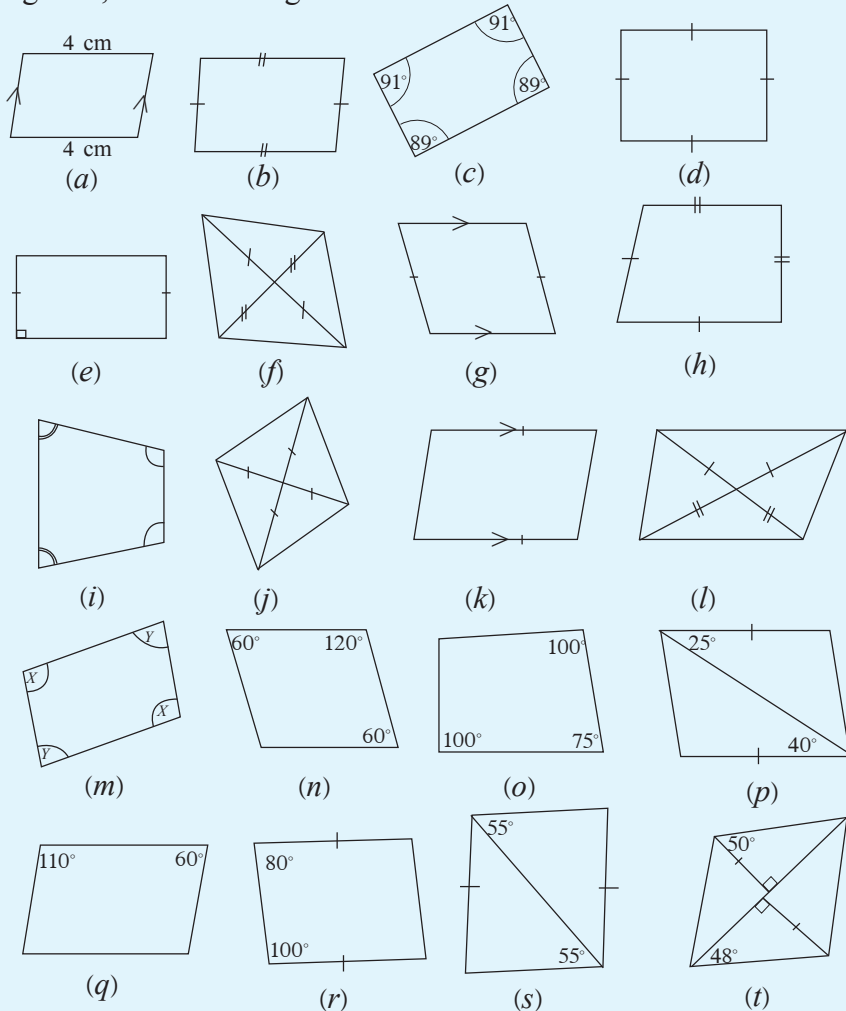 4 cm
91°
91°
89°
89°
4 cm
(a) (b) (c) (d)
(e) (f) (g) (h)
(i) (j) (k) (l)
Y
X
X
Y
60° 120°
60°
100°
100° 75°
25°
40°
(m) (n) (o) (p)
110° 60°
80°
100°
55°
55°
50°
48°
(q) (r) (s) (t)